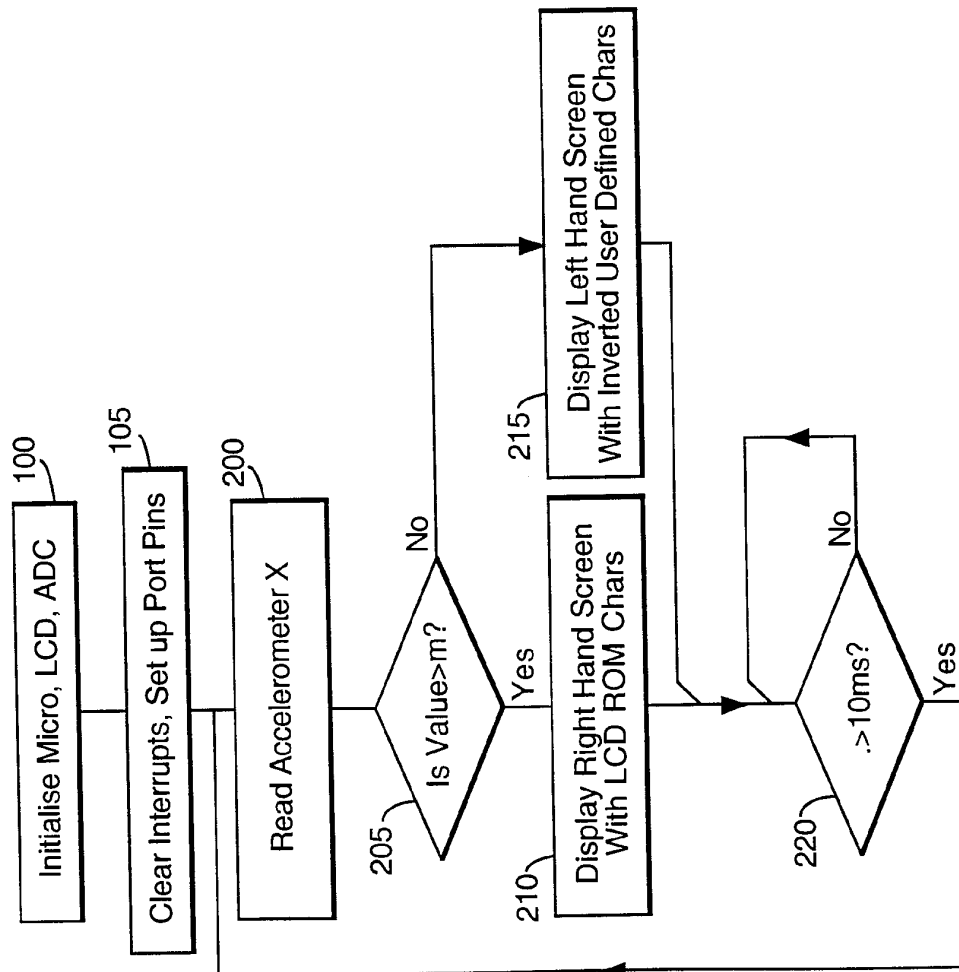 100
Initialise Micro, LCD, ADC
105
Clear Interrupts, Set up Port Pins
200
Read Accelerometer X
205
Is Value>m?
No
Yes
210
Display Right Hand Screen
With LCD ROM Chars
215
Display Left Hand Screen
With Inverted User Defined Chars
220
.>10ms?
No
Yes